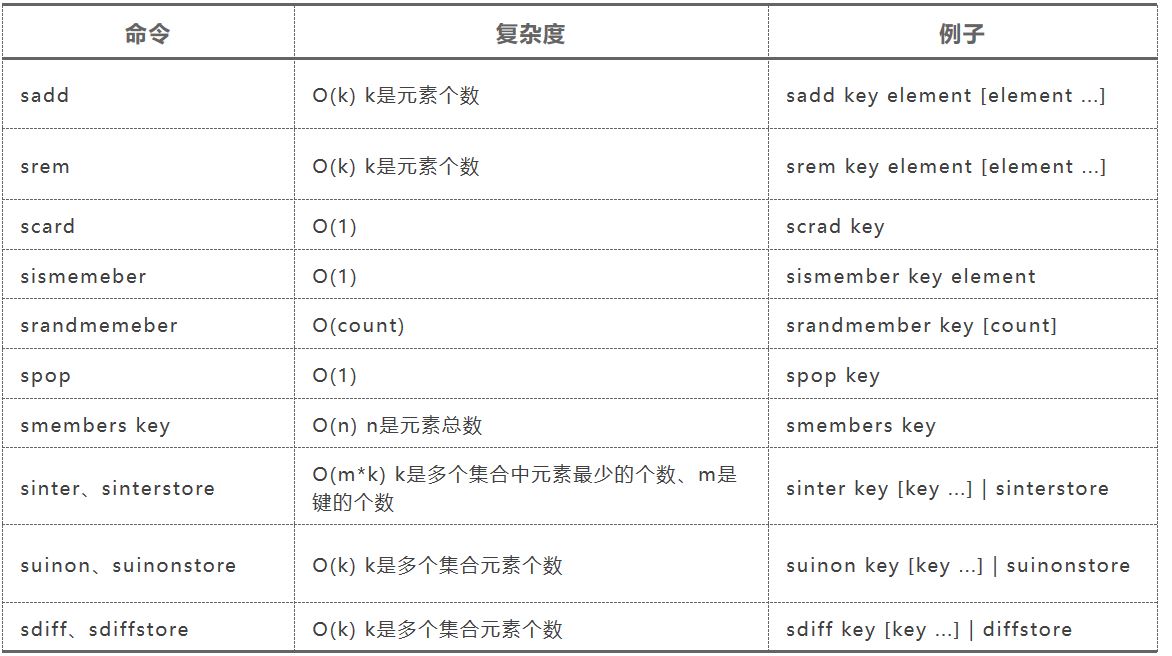 命令 复杂度 例子
sadd O(k) k是元素个数 sadd key element [element ...]
srem O(k) k是元素个数 srem key element [element ...]
scard O(1) scrad key
sismemeber O(1) sismember key element
srandmemeber O(count) srandmember key [count]
spop O(1) spop key
smembers key O(n) n是元素总数 smembers key
sinter、sinterstore O(m*k) k是多个集合中元素最少的个数、m是
键的个数 sinter key [key ...] | sinterstore
suinon、suinonstore O(k) k是多个集合元素个数 suinon key [key ...] | suinonstore
sdiff、sdiffstore O(k) k是多个集合元素个数 sdiff key [key ...] | diffstore